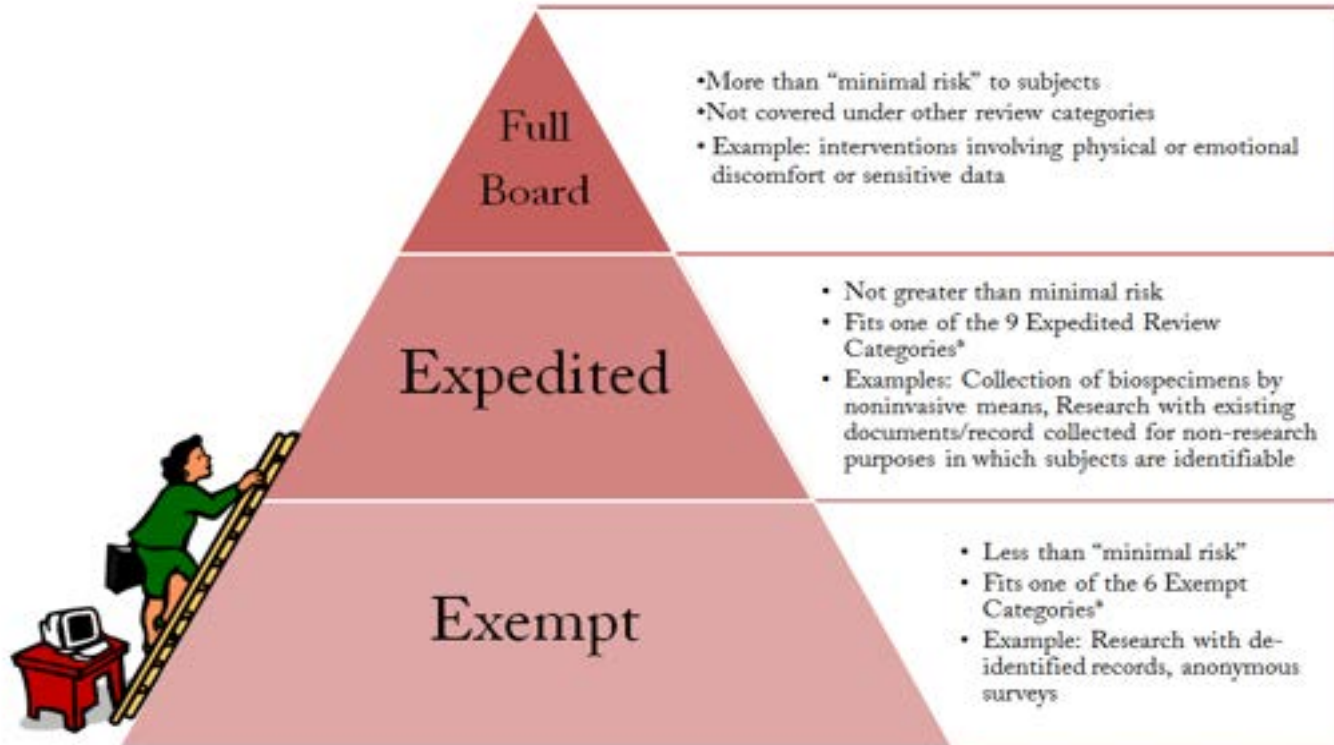 Full
Board
•More than “minimal risk” to subjects
•Not covered under other review categories
• Example: interventions involving physical or emotional
discomfort or sensitive data
Expedited
• Not greater than minimal risk
• Fits one of the 9 Expedited Review
Categories*
• Examples: Collection of biospecimens by
noninvasive means, Research with existing
documents/record collected for non-research
purposes in which subjects are identifiable
Exempt
• Less than “minimal risk”
• Fits one of the 6 Exempt
Categories*
• Example: Research with de-
identified records, anonymous
surveys